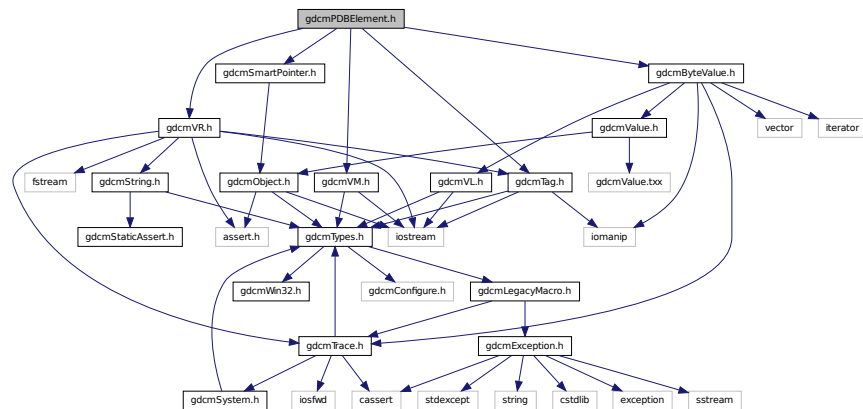 gdcmPDBElement.h
gdcmSmartPointer.h
gdcmByteValue.h
gdcmVR.h
gdcmValue.h
vector
iterator
fstream
gdcmString.h
gdcmObject.h
gdcmVM.h
gdcmVL.h
gdcmTag.h
gdcmValue.txx
gdcmStaticAssert.h
assert.h
gdcmTypes.h
iostream
iomanip
gdcmWin32.h
gdcmConfigure.h
gdcmLegacyMacro.h
gdcmTrace.h
gdcmException.h
gdcmSystem.h
iosfwd
cassert
stdexcept
string
cstdlib
exception
sstream